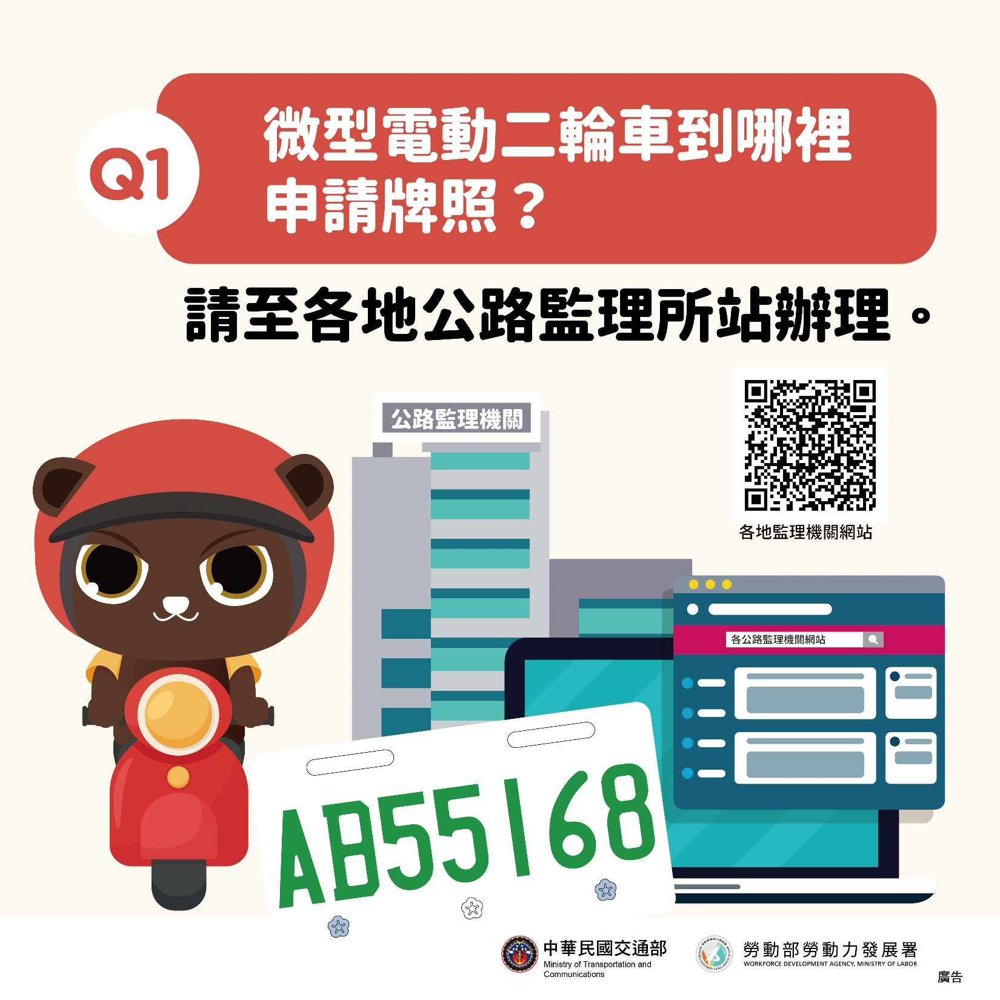 Q1
微型電動二輪車到哪裡
申請牌照？
請至各地公路監理所站辦理。
公路監理機關
各地監理機關網站
各公路監理機關網站
AB55168
中華民國交通部
Ministry of Transportation and
Communications
勞動部勞動力發展署
WORKFORCE DEVELOPMENT AGENCY, MINISTRY OF LABOR
廣告